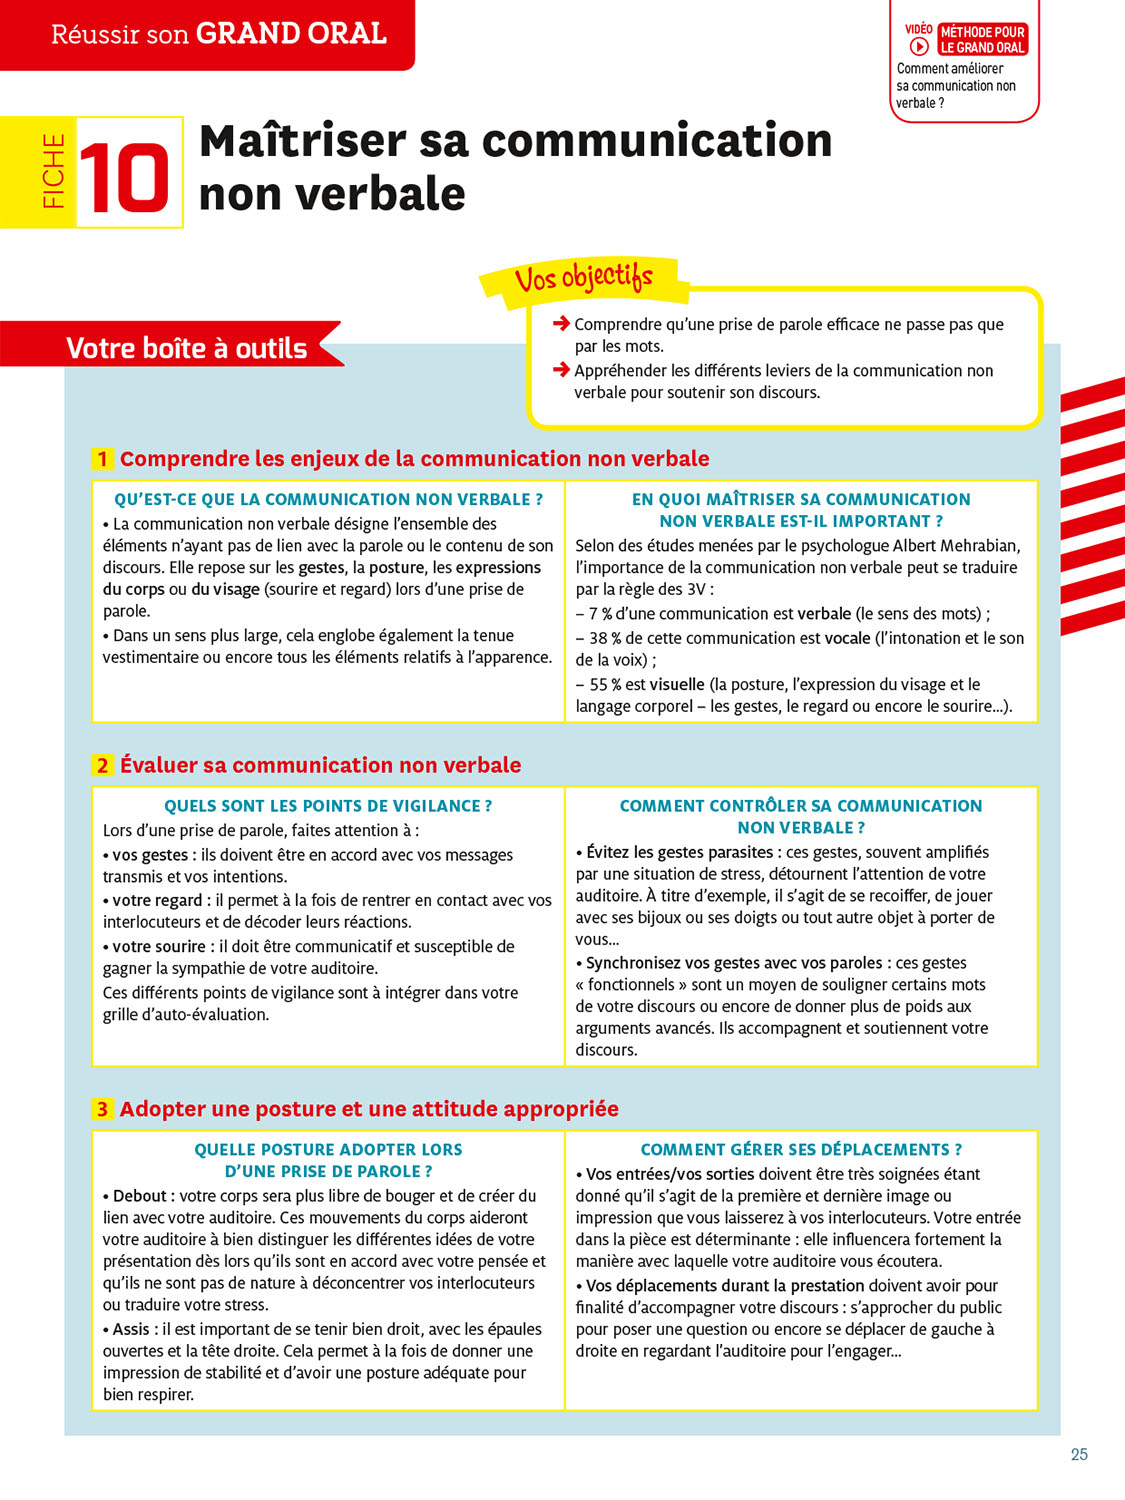 Réussir son GRAND ORAL
VIDÉO
MÉTHODE POUR
LE GRAND ORAL
Comment améliorer
sa communication non
verbale ?
FICHE
10
Maîtriser sa communication
non verbale
Vos objectifs
➔ Comprendre qu'une prise de parole efficace ne passe pas que
par les mots.
➔ Appréhender les différents leviers de la communication non
verbale pour soutenir son discours.
Votre boîte à outils
1 Comprendre les enjeux de la communication non verbale
QU'EST-CE QUE LA COMMUNICATION NON VERBALE ?
• La communication non verbale désigne l'ensemble des
éléments n'ayant pas de lien avec la parole ou le contenu de son
discours. Elle repose sur les gestes, la posture, les expressions
du corps ou du visage (sourire et regard) lors d'une prise de
parole.
• Dans un sens plus large, cela englobe également la tenue
vestimentaire ou encore tous les éléments relatifs à l'apparence.
EN QUOI MAÎTRISER SA COMMUNICATION
NON VERBALE EST-IL IMPORTANT ?
Selon des études menées par le psychologue Albert Mehrabian,
l'importance de la communication non verbale peut se traduire
par la règle des 3V :
– 7 % d'une communication est verbale (le sens des mots) ;
– 38 % de cette communication est vocale (l'intonation et le son
de la voix) ;
– 55 % est visuelle (la posture, l'expression du visage et le
langage corporel – les gestes, le regard ou encore le sourire...).
2 Évaluer sa communication non verbale
QUELS SONT LES POINTS DE VIGILANCE ?
Lors d'une prise de parole, faites attention à :
• vos gestes : ils doivent être en accord avec vos messages
transmis et vos intentions.
• votre regard : il permet à la fois de rentrer en contact avec vos
interlocuteurs et de décoder leurs réactions.
• votre sourire : il doit être communicatif et susceptible de
gagner la sympathie de votre auditoire.
Ces différents points de vigilance sont à intégrer dans votre
grille d'auto-évaluation.
COMMENT CONTRÔLER SA COMMUNICATION
NON VERBALE ?
• Évitez les gestes parasites : ces gestes, souvent amplifiés
par une situation de stress, détournent l'attention de votre
auditoire. À titre d'exemple, il s'agit de se recoiffer, de jouer
avec ses bijoux ou ses doigts ou tout autre objet à porter de
vous...
• Synchronisez vos gestes avec vos paroles : ces gestes
« fonctionnels » sont un moyen de souligner certains mots
de votre discours ou encore de donner plus de poids aux
arguments avancés. Ils accompagnent et soutiennent votre
discours.
3 Adopter une posture et une attitude appropriée
QUELLE POSTURE ADOPTER LORS
D'UNE PRISE DE PAROLE ?
• Debout : votre corps sera plus libre de bouger et de créer du
lien avec votre auditoire. Ces mouvements du corps aideront
votre auditoire à bien distinguer les différentes idées de votre
présentation dès lors qu'ils sont en accord avec votre pensée et
qu'ils ne sont pas de nature à déconcentrer vos interlocuteurs
ou traduire votre stress.
• Assis : il est important de se tenir bien droit, avec les épaules
ouvertes et la tête droite. Cela permet à la fois de donner une
impression de stabilité et d'avoir une posture adéquate pour
bien respirer.
COMMENT GÉRER SES DÉPLACEMENTS ?
• Vos entrées/vos sorties doivent être très soignées étant
donné qu'il s'agit de la première et dernière image ou
impression que vous laisserez à vos interlocuteurs. Votre entrée
dans la pièce est déterminante : elle influencera fortement la
manière avec laquelle votre auditoire vous écoutera.
• Vos déplacements durant la prestation doivent avoir pour
finalité d'accompagner votre discours : s'approcher du public
pour poser une question ou encore se déplacer de gauche à
droite en regardant l'auditoire pour l'engager...
25